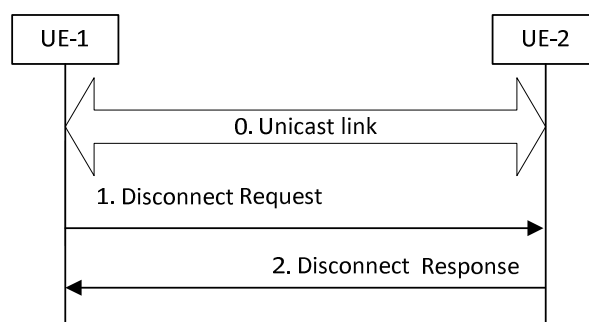 UE-1
UE-2
0. Unicast link
1. Disconnect Request
2. Disconnect Response